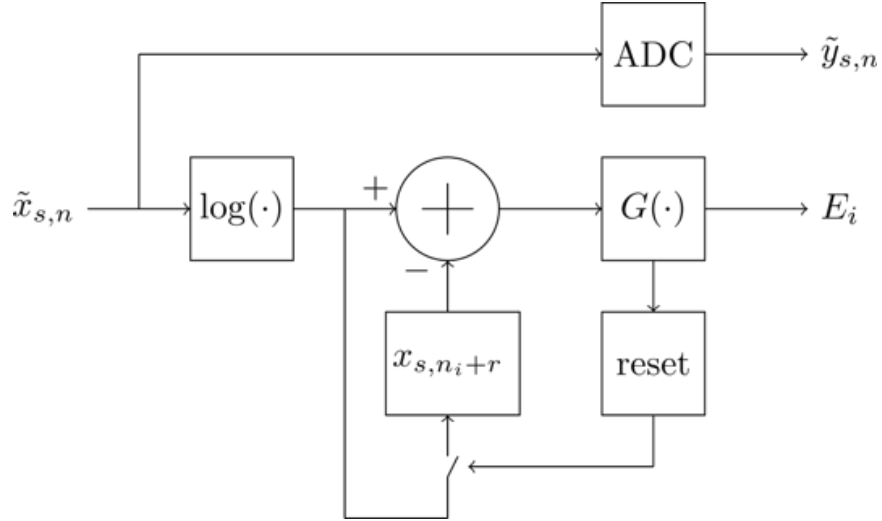 ADC
ỹ_{s,n}
x̃_{s,n}
log(·)
+
+
G(·)
E_i
−
x_{s,n_i+r}
reset